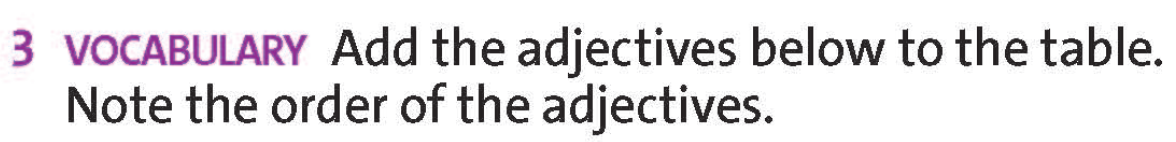 3 VOCABULARY Add the adjectives below to the table.
Note the order of the adjectives.